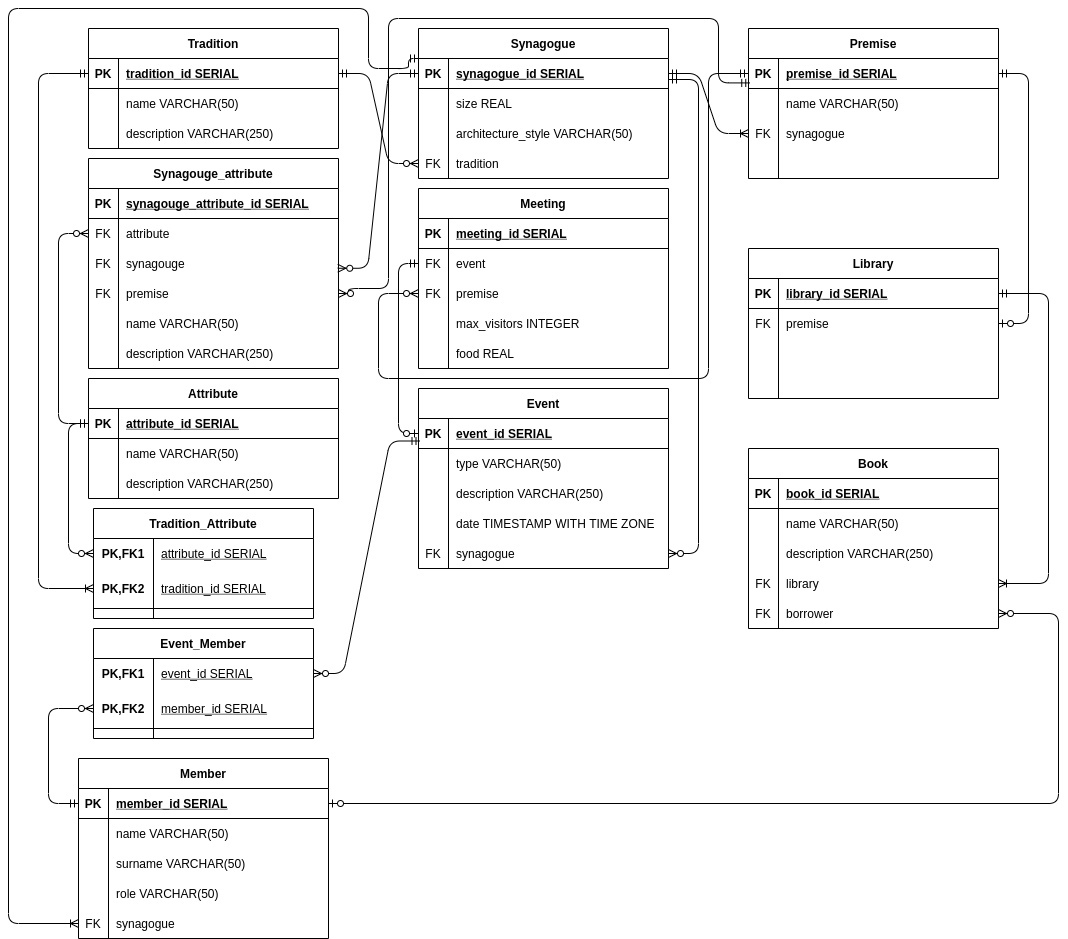 Tradition
PK tradition_id SERIAL
name VARCHAR(50)
description VARCHAR(250)
Synagogue
PK synagogue_id SERIAL
size REAL
architecture_style VARCHAR(50)
FK tradition
Premise
PK premise_id SERIAL
name VARCHAR(50)
FK synagogue
Synagouge_attribute
PK synagouge_attribute_id SERIAL
FK attribute
FK synagouge
FK premise
name VARCHAR(50)
description VARCHAR(250)
Meeting
PK meeting_id SERIAL
FK event
FK premise
max_visitors INTEGER
food REAL
Library
PK library_id SERIAL
FK premise
Attribute
PK attribute_id SERIAL
name VARCHAR(50)
description VARCHAR(250)
Event
PK event_id SERIAL
type VARCHAR(50)
description VARCHAR(250)
date TIMESTAMP WITH TIME ZONE
FK synagogue
Book
PK book_id SERIAL
name VARCHAR(50)
description VARCHAR(250)
FK library
FK borrower
Tradition_Attribute
PK,FK1 attribute_id SERIAL
PK,FK2 tradition_id SERIAL
Event_Member
PK,FK1 event_id SERIAL
PK,FK2 member_id SERIAL
Member
PK member_id SERIAL
name VARCHAR(50)
surname VARCHAR(50)
role VARCHAR(50)
FK synagogue